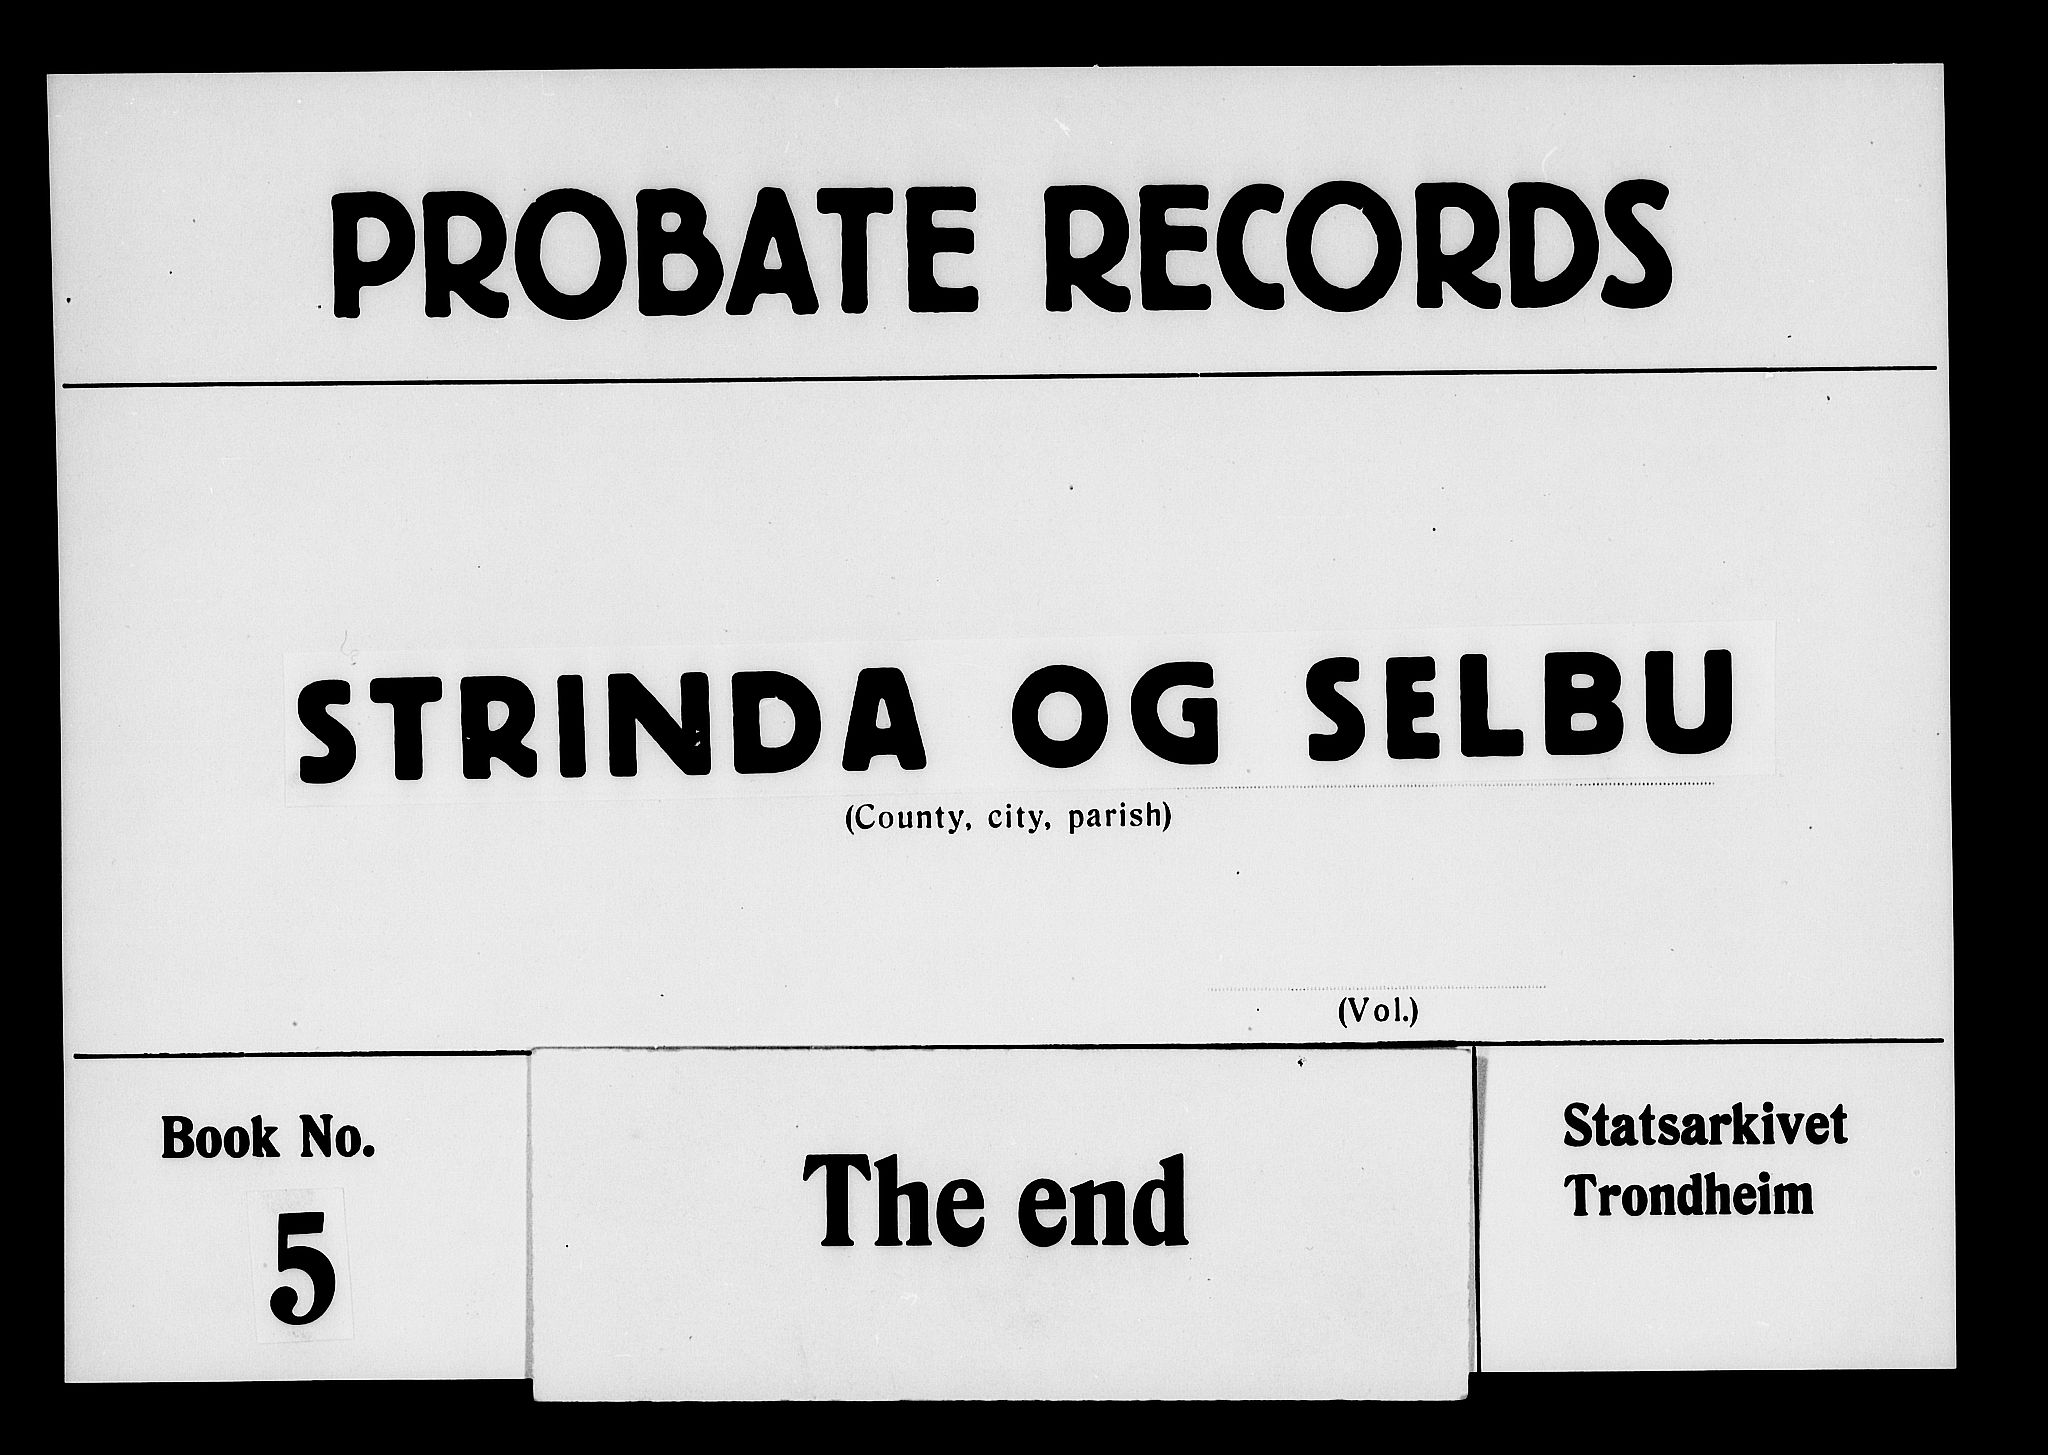 PROBATE RECORDS
STRINDA OG SELBU
(County, city, parish)
(Vol.)
Book No.
5
The end
Statsarkivet
Trondheim